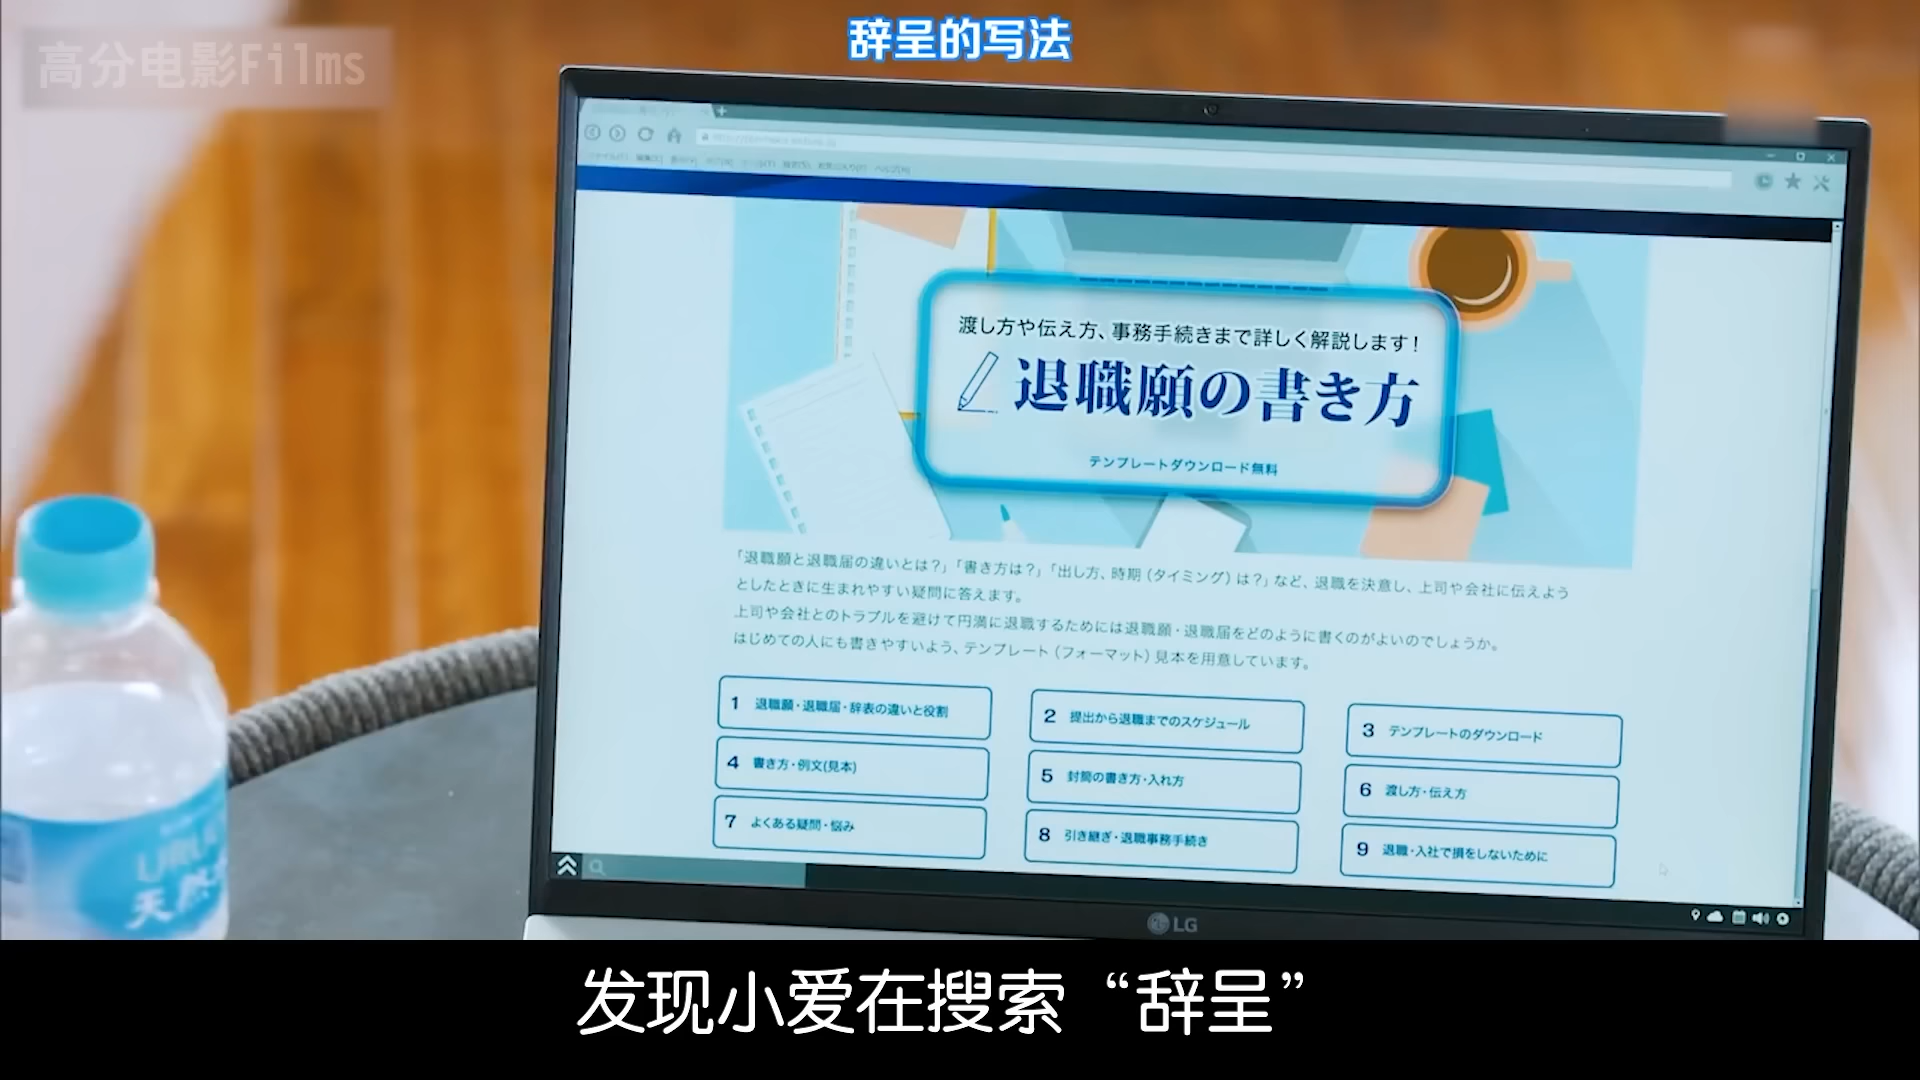 辞呈的写法
高分电影Films
渡し方や伝え方、事務手続きまで詳しく解説します!
退職願の書き方
テンプレートダウンロード無料
「退職願と退職届の違いとは?」「書き方は?」「出し方、時期(タイミング)は?」など、退職を決意し、上司や会社に伝えよう
としたときに生まれやすい疑問に答えます。
上司や会社とのトラブルを避けて円満に退職するためには退職願・退職届をどのように書くのがよいのでしょうか。
はじめての人にも書きやすいよう、テンプレート(フォーマット)見本を用意しています。
1 退職願・退職届・辞表の違いと役割
2 提出から退職までのスケジュール
3 テンプレートのダウンロード
4 書き方・例文(見本)
5 封筒の書き方・入れ方
6 渡し方・伝え方
7 よくある疑問・悩み
8 引き継ぎ・退職事務手続き
9 退職・入社で損をしないために
LG
天然
发现小爱在搜索“辞呈”